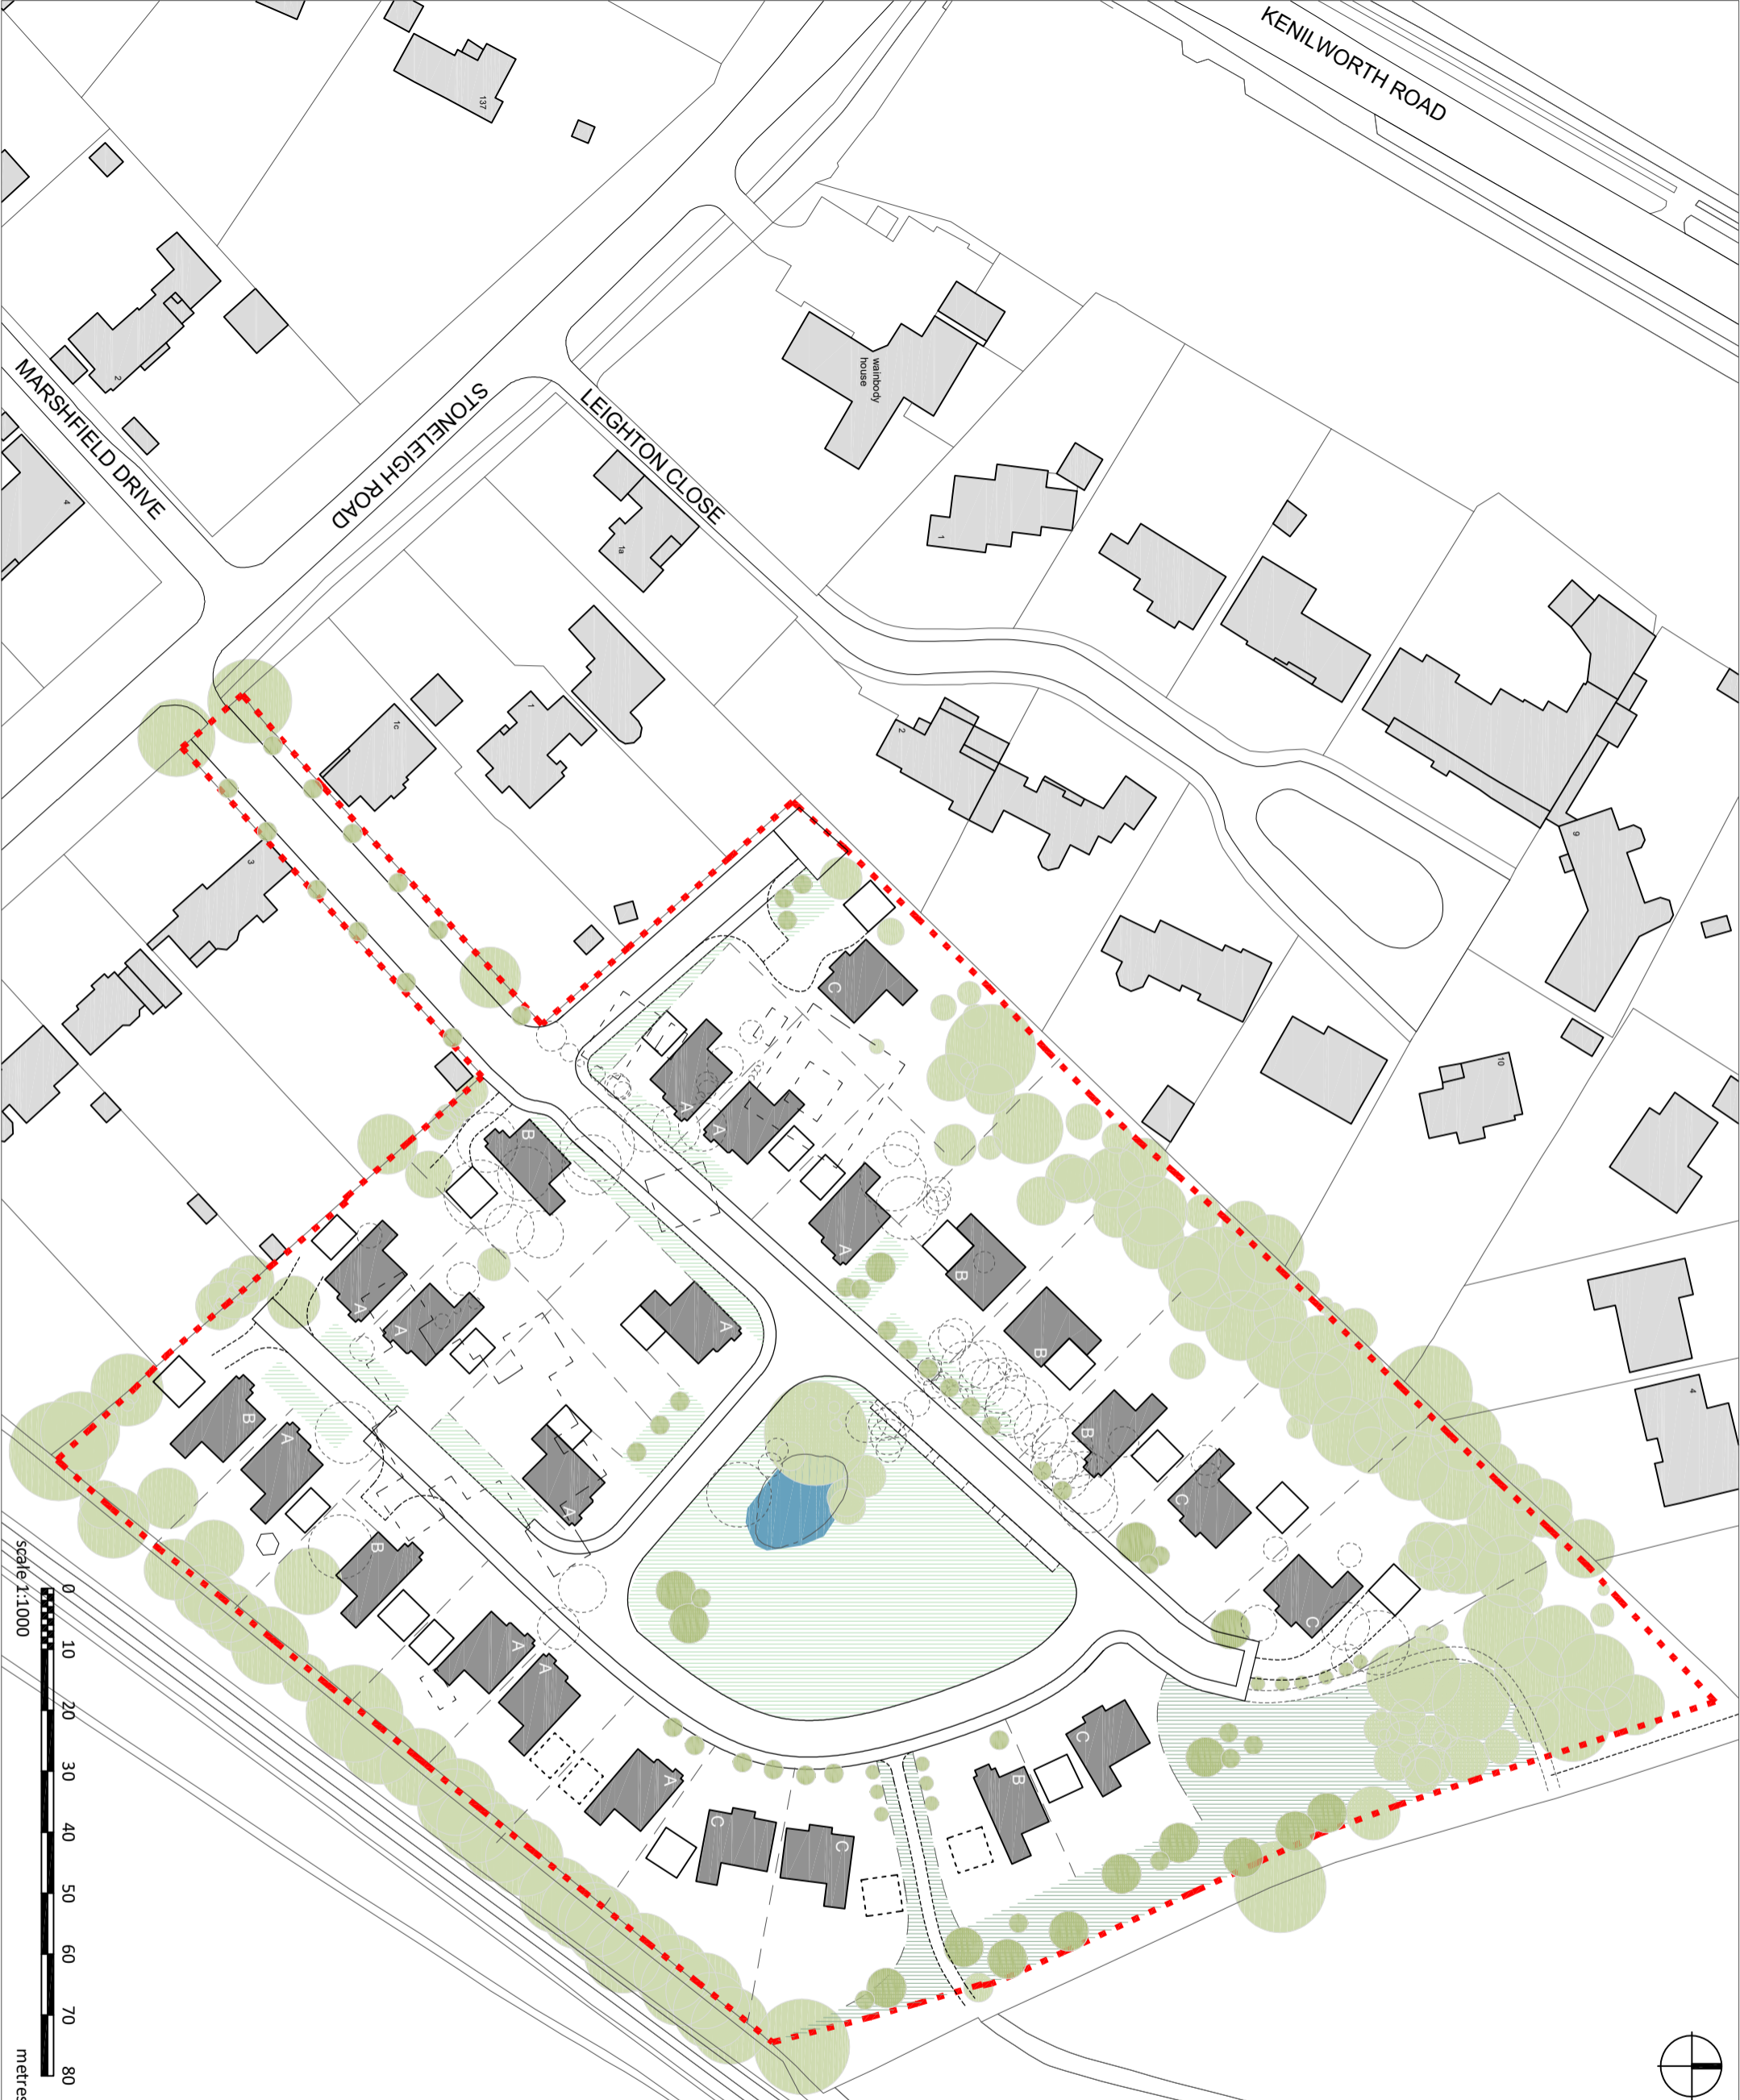 KENILWORTH ROAD
137
wainbody
house
2
MARSHFIELD DRIVE
STONELEIGH ROAD
LEIGHTON CLOSE
4
1a
1
1c
1
2
9
3
10
4
C
A
A
B
A
B
A
A
A
B
B
A
B
A
C
B
C
A
A
A
C
B
C
C
scale 1:1000
0
10
20
30
40
50
60
70
80
metres